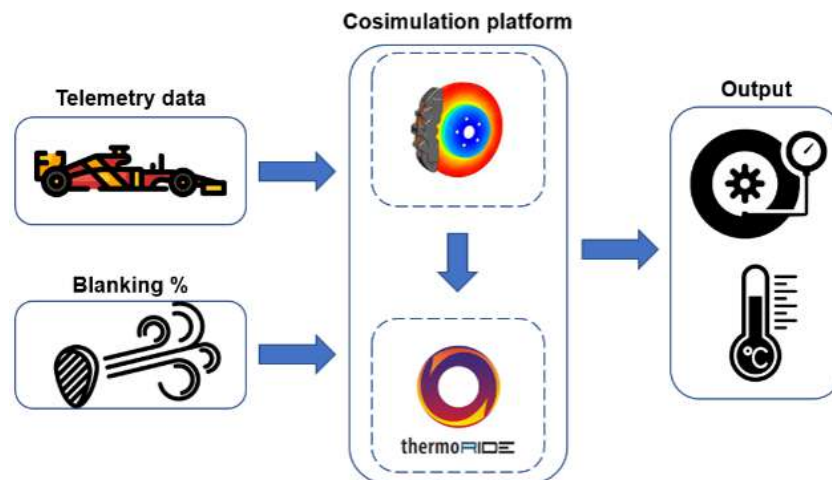 Cosimulation platform
Telemetry data
Output
Blanking %
°C
thermoRIDE